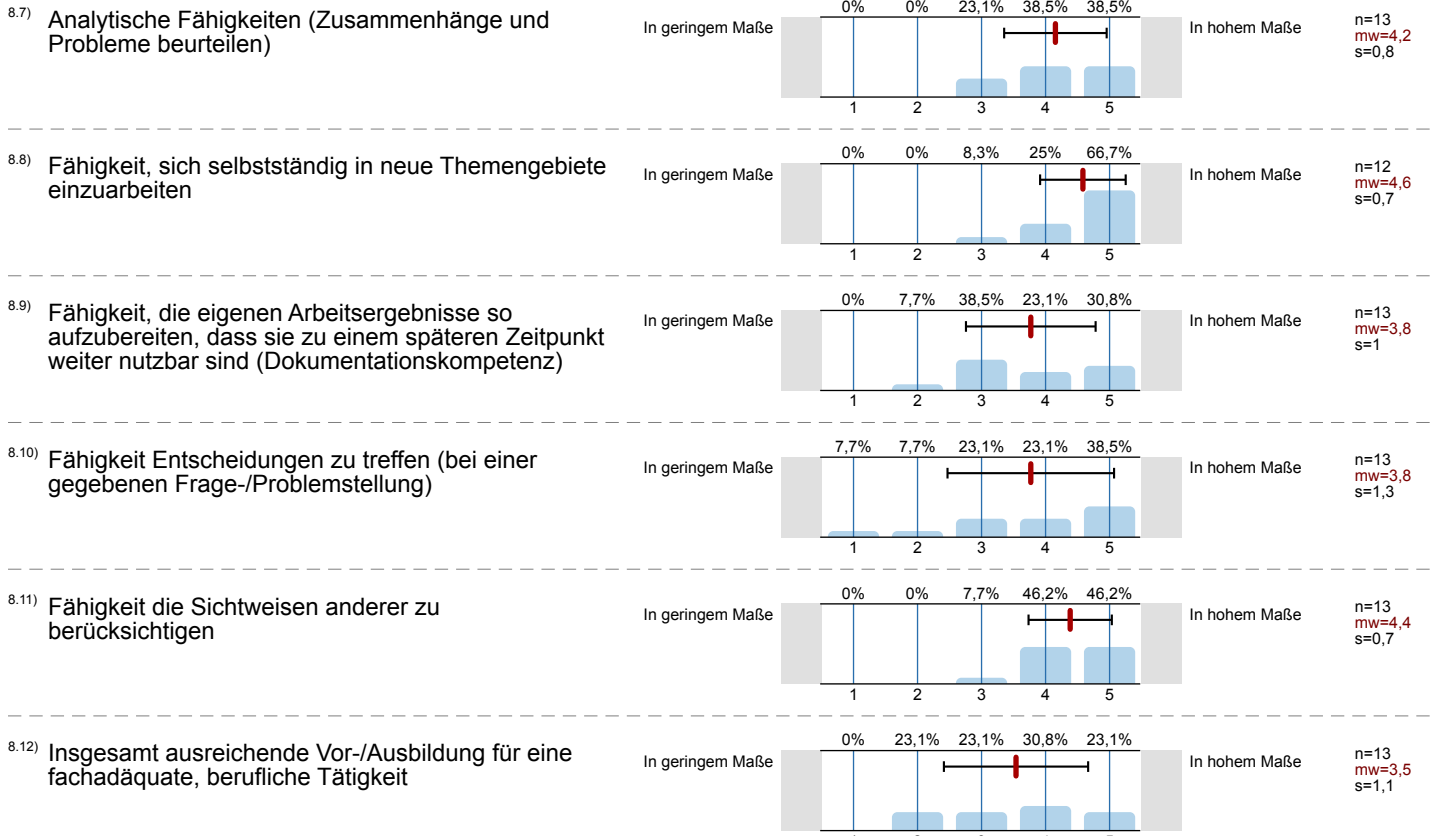 8.7) Analytische Fähigkeiten (Zusammenhänge und
Probleme beurteilen)
In geringem Maße
0% 0% 23,1% 38,5% 38,5%
1 2 3 4 5
In hohem Maße
n=13
mw=4,2
s=0,8
8.8) Fähigkeit, sich selbstständig in neue Themengebiete
einzuarbeiten
In geringem Maße
0% 0% 8,3% 25% 66,7%
1 2 3 4 5
In hohem Maße
n=12
mw=4,6
s=0,7
8.9) Fähigkeit, die eigenen Arbeitsergebnisse so
aufzubereiten, dass sie zu einem späteren Zeitpunkt
weiter nutzbar sind (Dokumentationskompetenz)
In geringem Maße
0% 7,7% 38,5% 23,1% 30,8%
1 2 3 4 5
In hohem Maße
n=13
mw=3,8
s=1
8.10) Fähigkeit Entscheidungen zu treffen (bei einer
gegebenen Frage-/Problemstellung)
In geringem Maße
7,7% 7,7% 23,1% 23,1% 38,5%
1 2 3 4 5
In hohem Maße
n=13
mw=3,8
s=1,3
8.11) Fähigkeit die Sichtweisen anderer zu
berücksichtigen
In geringem Maße
0% 0% 7,7% 46,2% 46,2%
1 2 3 4 5
In hohem Maße
n=13
mw=4,4
s=0,7
8.12) Insgesamt ausreichende Vor-/Ausbildung für eine
fachadäquate, berufliche Tätigkeit
In geringem Maße
0% 23,1% 23,1% 30,8% 23,1%
In hohem Maße
n=13
mw=3,5
s=1,1